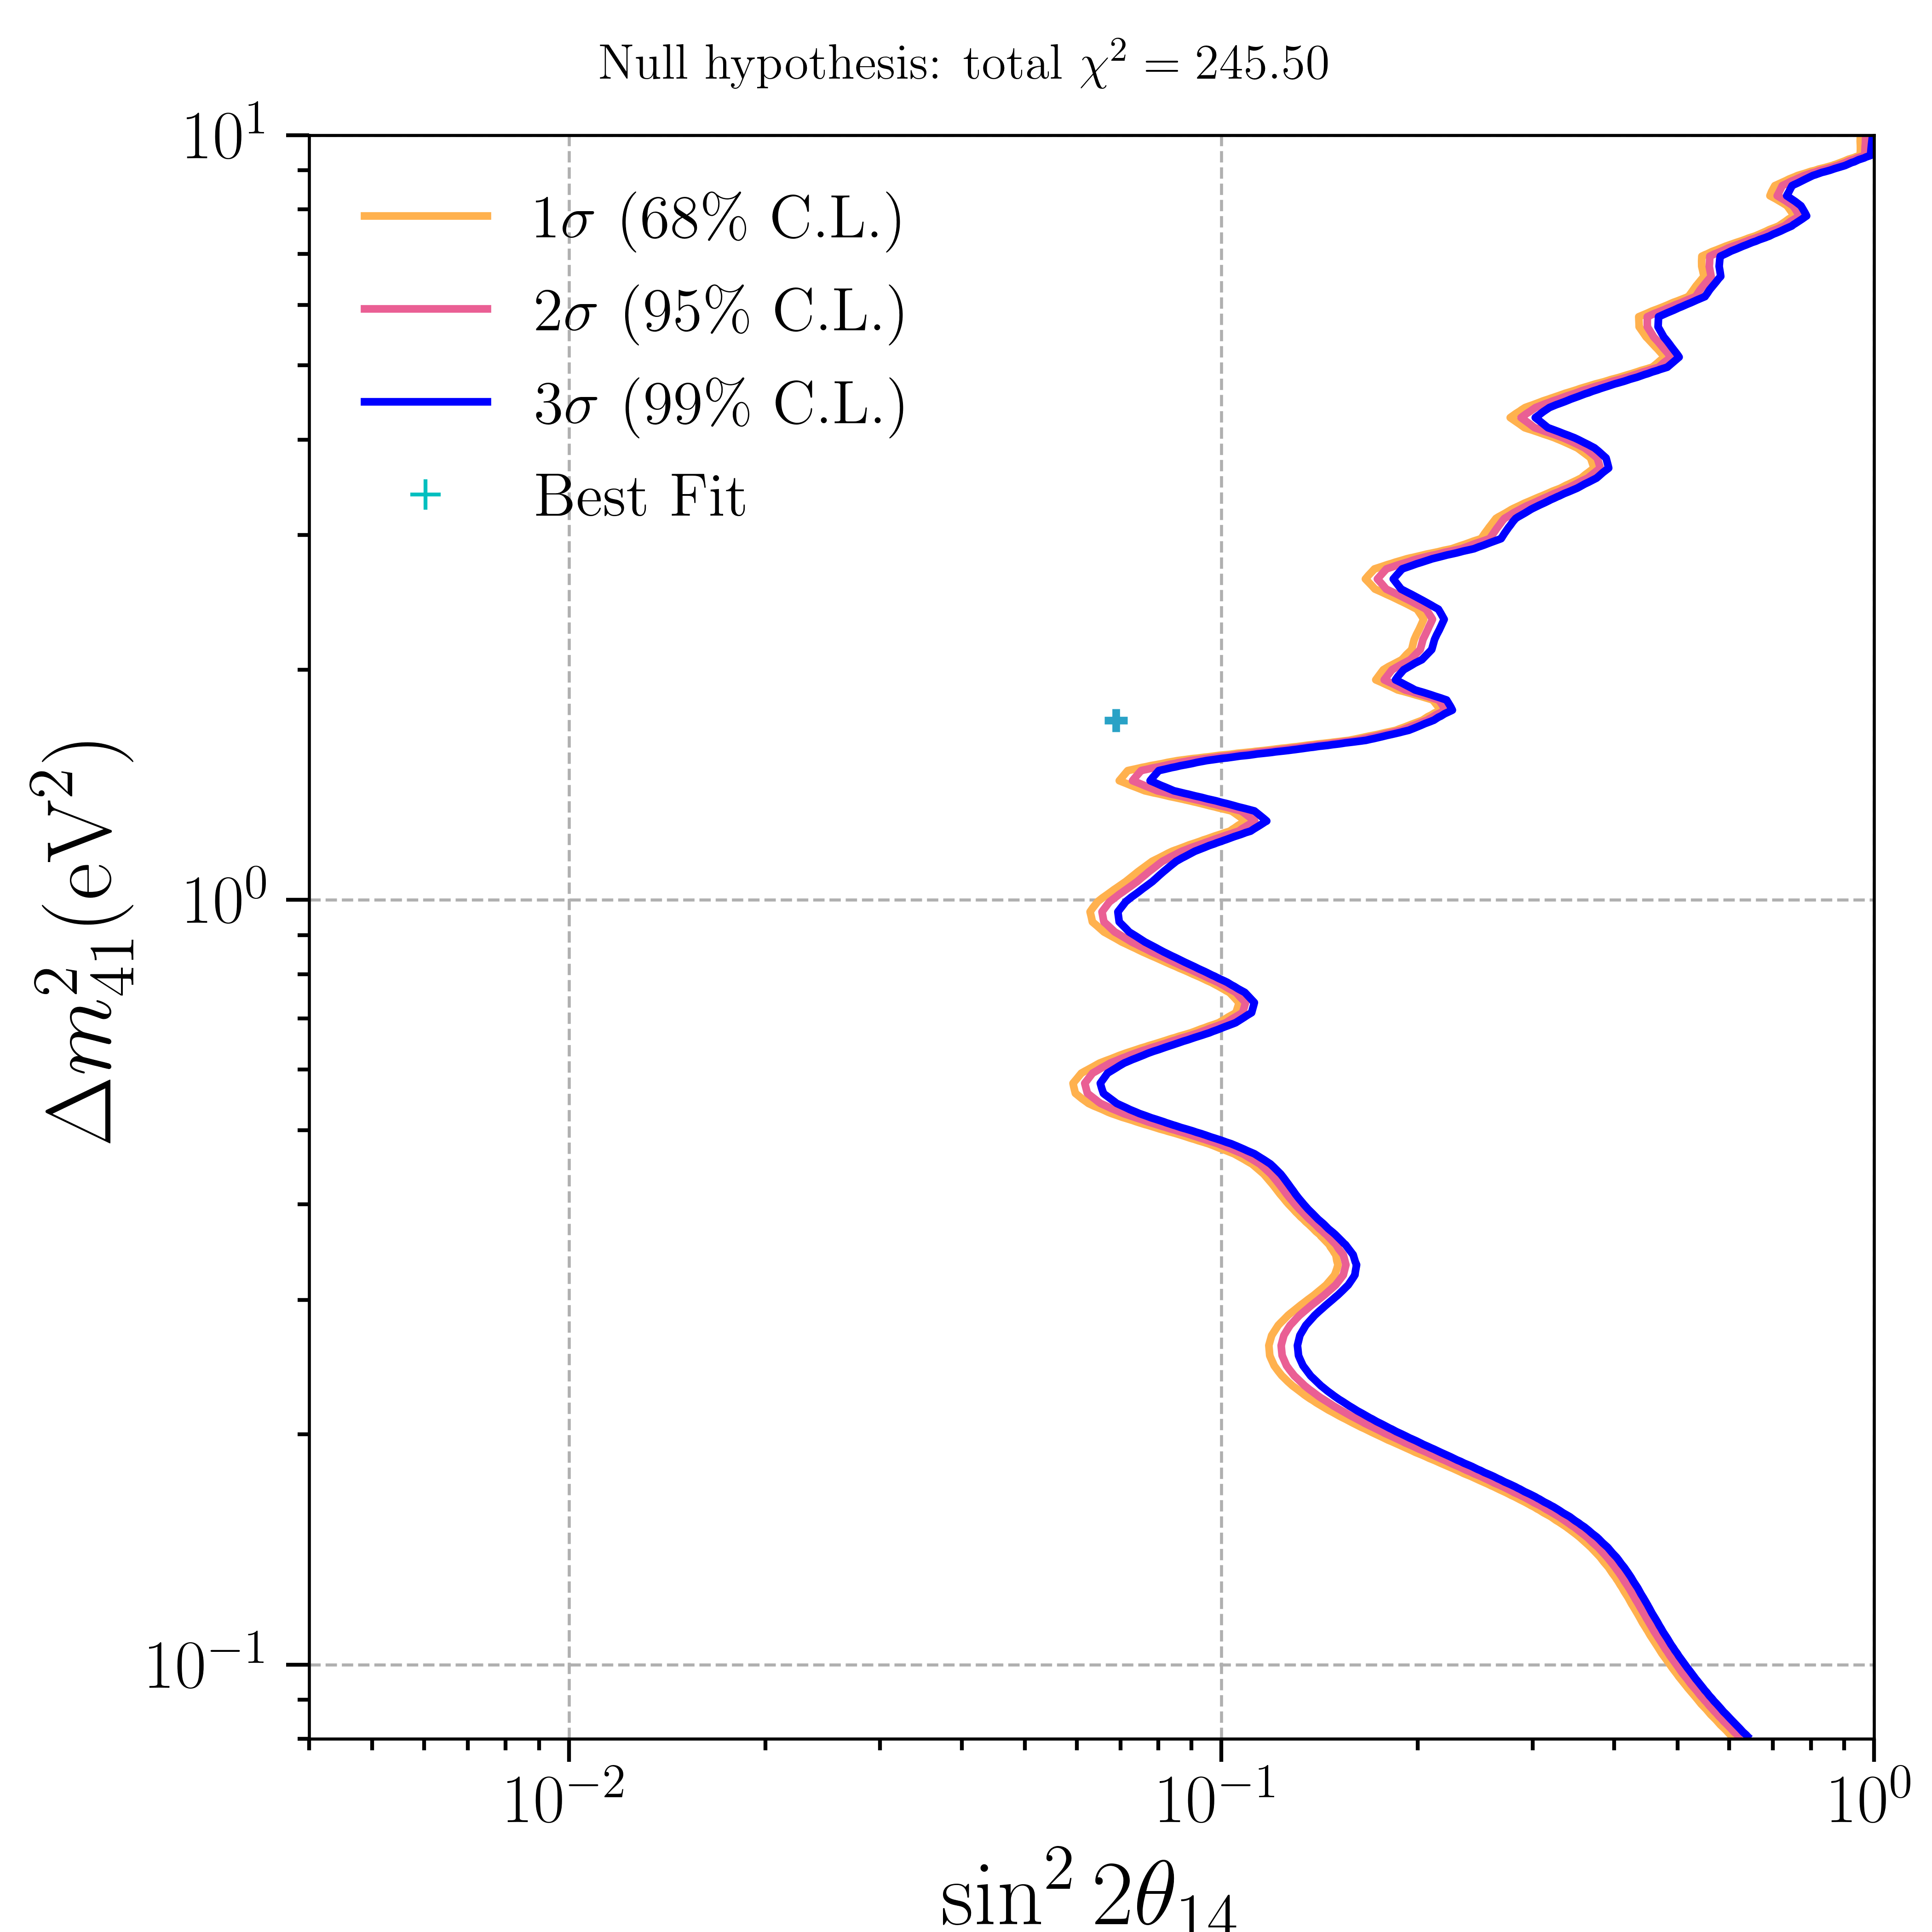 Null hypothesis: total χ² = 245.50
10¹
1σ (68% C.L.)
2σ (95% C.L.)
3σ (99% C.L.)
Best Fit
Δm²₄₁(eV²)
10⁰
10⁻¹
10⁻² 10⁻¹ 10⁰
sin² 2θ₁₄